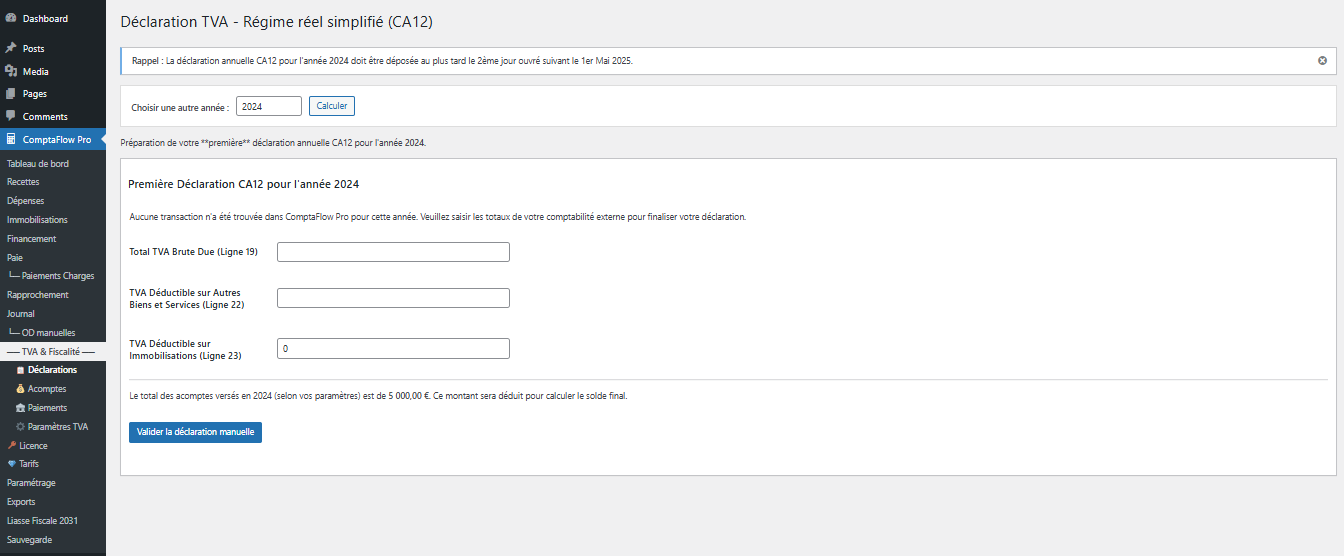 Dashboard
Posts
Media
Pages
Comments
ComptaFlow Pro
Tableau de bord
Recettes
Dépenses
Immobilisations
Financement
Paie
Paiements Charges
Rapprochement
Journal
OD manuelles
── TVA & Fiscalité ──
Déclarations
Acomptes
Paiements
Paramètres TVA
Licence
Tarifs
Paramétrage
Exports
Liasse Fiscale 2031
Sauvegarde
Déclaration TVA - Régime réel simplifié (CA12)
Rappel : La déclaration annuelle CA12 pour l'année 2024 doit être déposée au plus tard le 2ème jour ouvré suivant le 1er Mai 2025.
Choisir une autre année : 2024 Calculer
Préparation de votre **première** déclaration annuelle CA12 pour l'année 2024.
Première Déclaration CA12 pour l'année 2024
Aucune transaction n'a été trouvée dans ComptaFlow Pro pour cette année. Veuillez saisir les totaux de votre comptabilité externe pour finaliser votre déclaration.
Total TVA Brute Due (Ligne 19)
TVA Déductible sur Autres
Biens et Services (Ligne 22)
TVA Déductible sur
Immobilisations (Ligne 23)
0
Le total des acomptes versés en 2024 (selon vos paramètres) est de 5 000,00 €. Ce montant sera déduit pour calculer le solde final.
Valider la déclaration manuelle